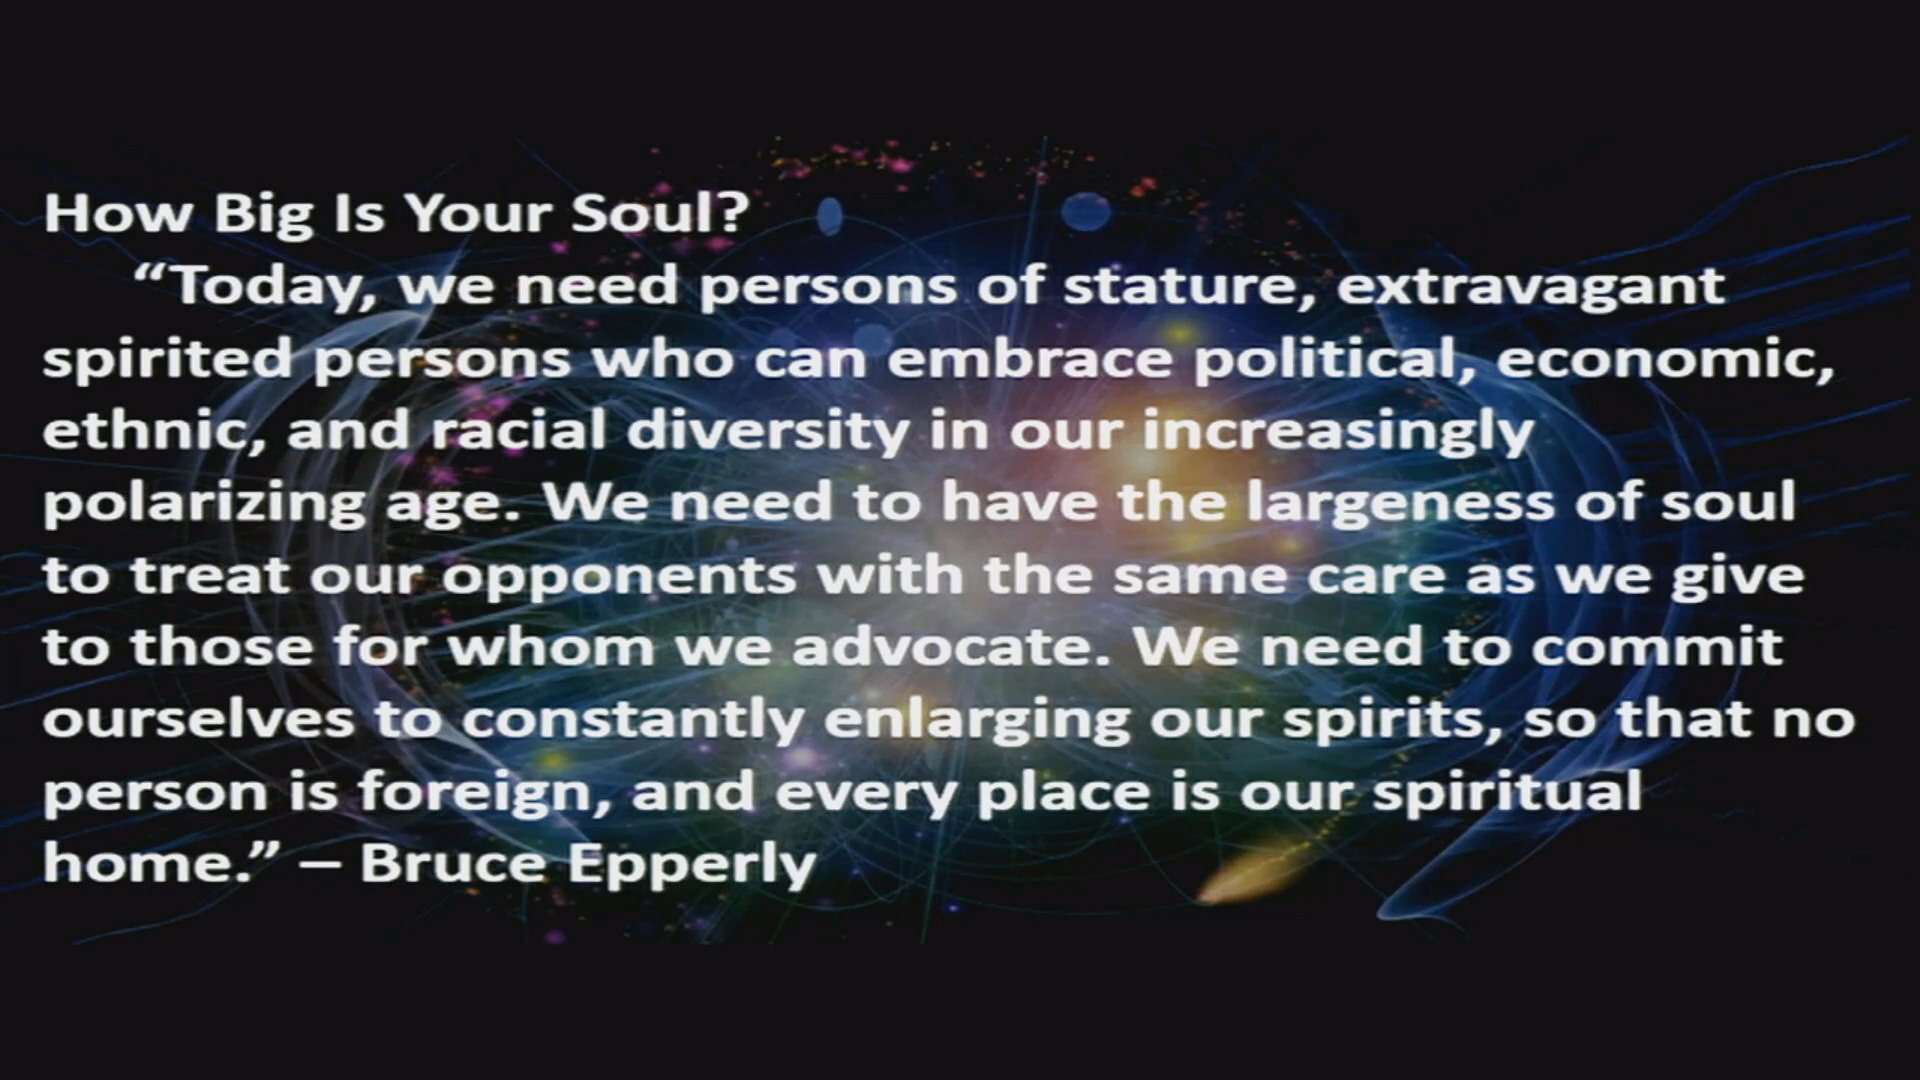 How Big Is Your Soul?
“Today, we need persons of stature, extravagant
spirited persons who can embrace political, economic,
ethnic, and racial diversity in our increasingly
polarizing age. We need to have the largeness of soul
to treat our opponents with the same care as we give
to those for whom we advocate. We need to commit
ourselves to constantly enlarging our spirits, so that no
person is foreign, and every place is our spiritual
home.” – Bruce Epperly